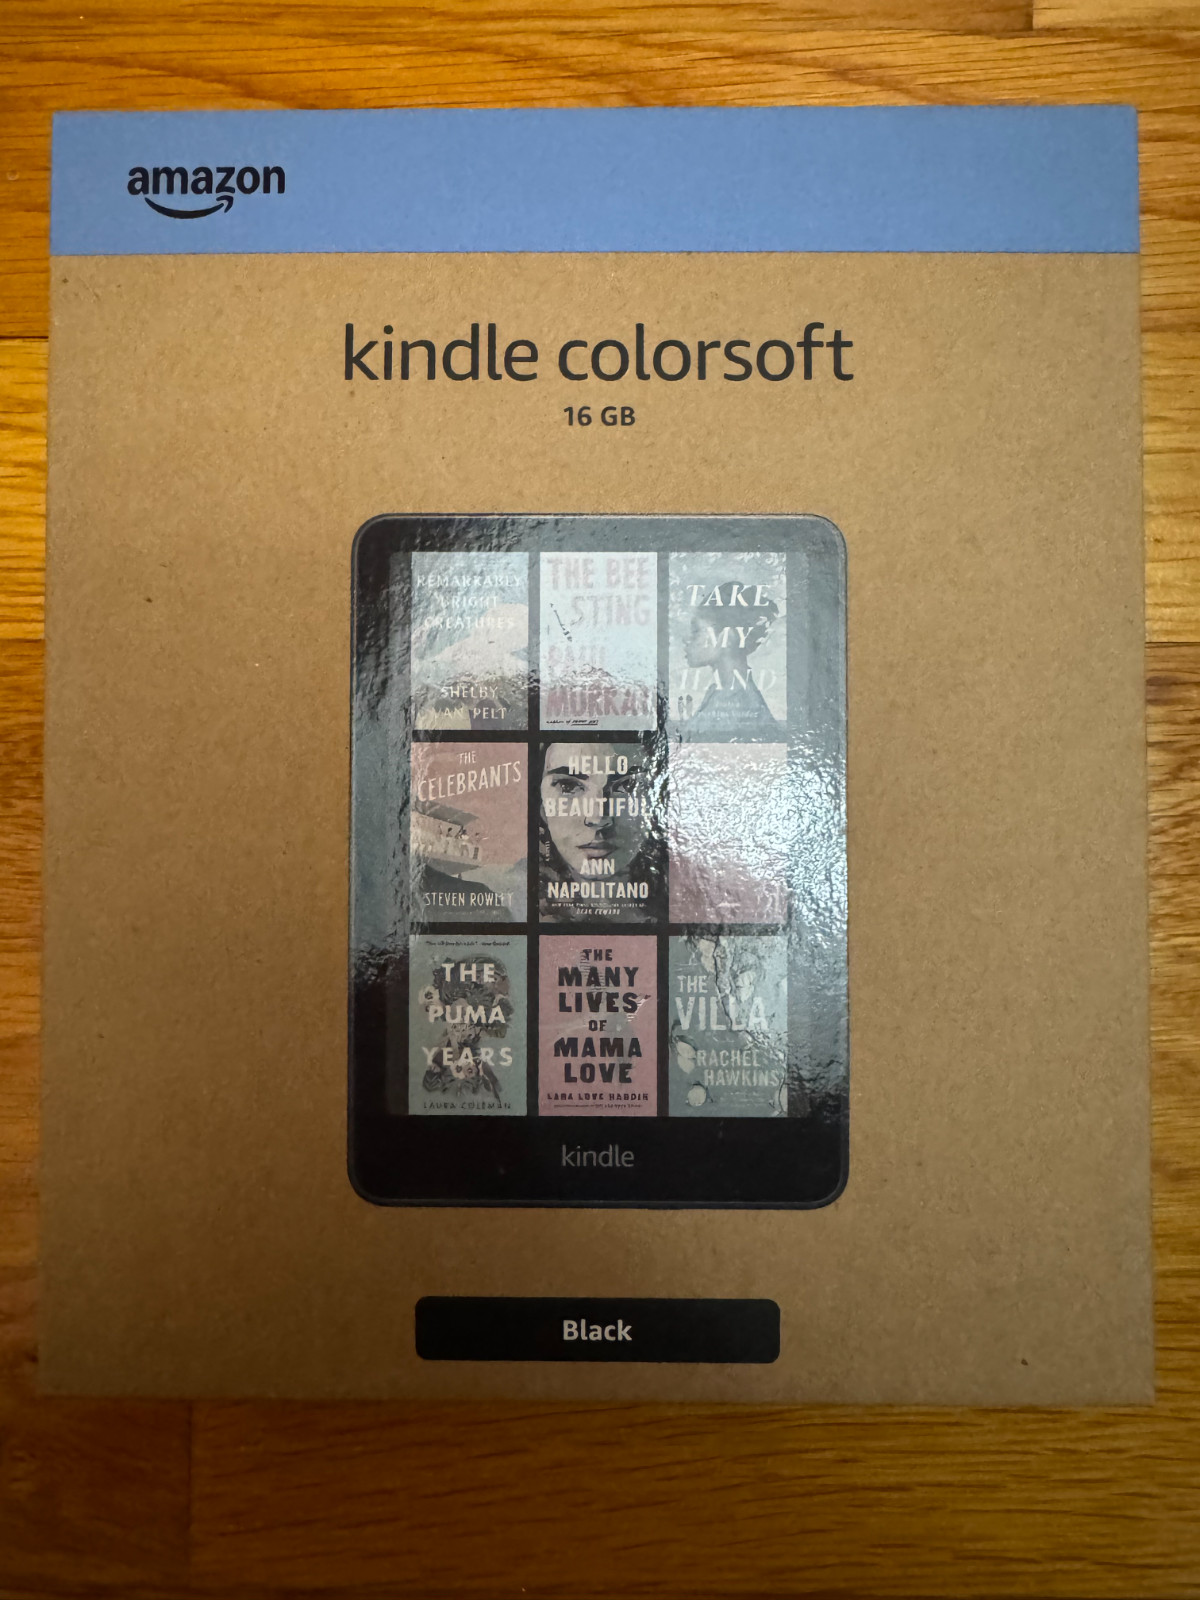 amazon
kindle colorsoft
16 GB
REMARKABLY
BRIGHT
CREATURES
SHELBY
VAN PELT
THE BEE
STING
PAUL
MURRAY
TAKE
MY
HAND
THE
CELEBRANTS
STEVEN ROWLEY
HELLO
BEAUTIFUL
ANN
NAPOLITANO
THE
PUMA
YEARS
LAURA COLEMAN
THE
MANY
LIVES
OF
MAMA
LOVE
LARA LOVE HARDIN
THE
VILLA
RACHEL
HAWKINS
kindle
Black